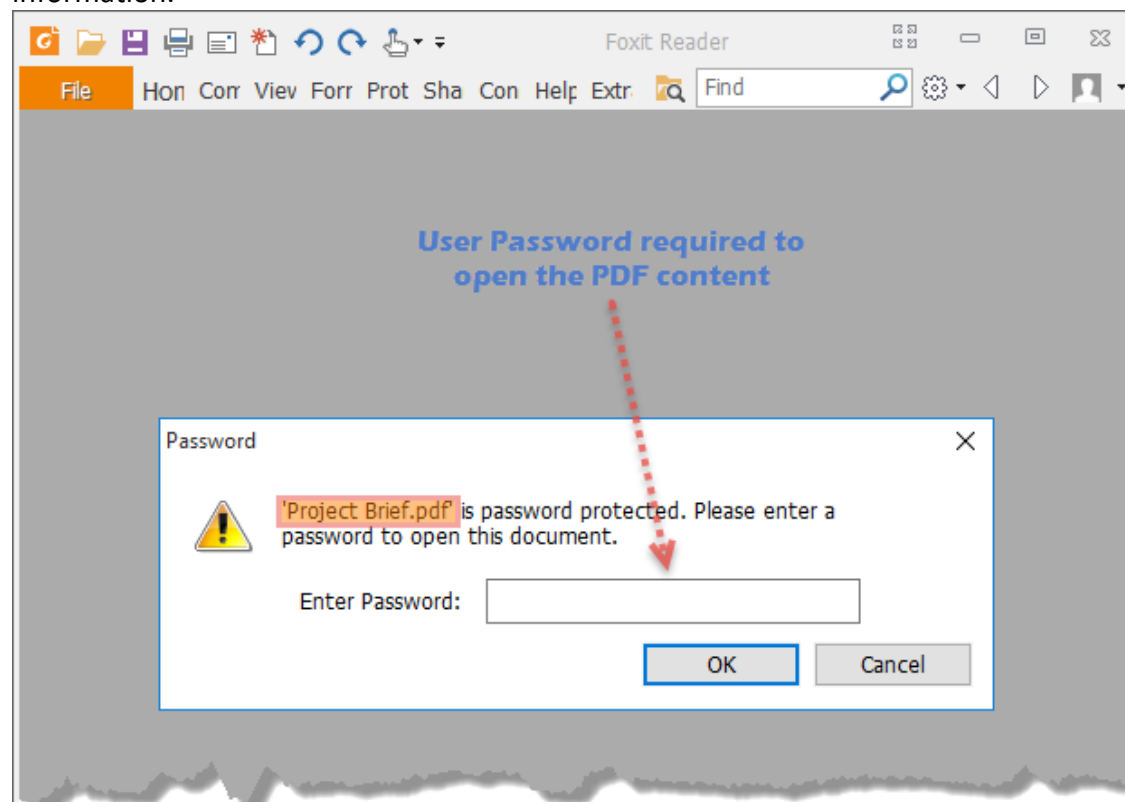 information.
Foxit Reader
File Hon Com Viev Forr Prot Sha Con Help Extr Find
User Password required to
open the PDF content
Password
'Project Brief.pdf' is password protected. Please enter a
password to open this document.
Enter Password:
OK Cancel